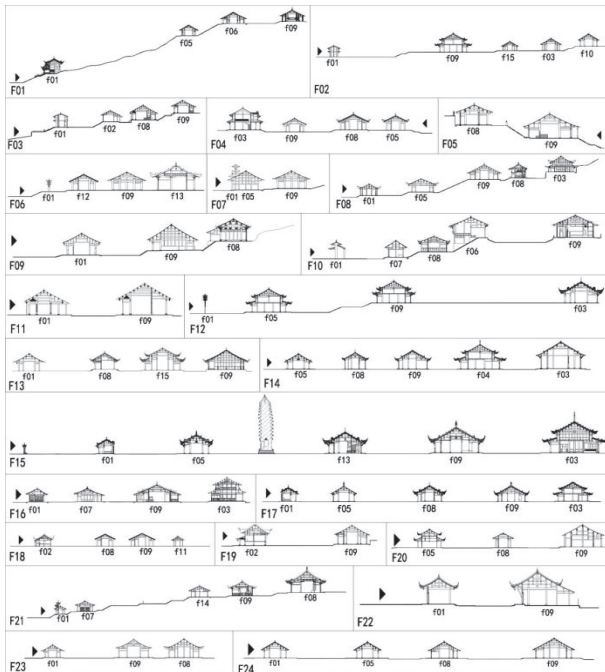 f01 f05 f06 f09
F01
f01 f09 f15 f03 f10
F02
f01 f02 f08 f09
F03
f03 f09 f08 f05
F04
f08 f09
F05
f01 f12 f09 f13
F06
f01 f05 f09
F07
f01 f05 f09 f08 f03
F08
f01 f09 f08
F09
f01 f07 f08 f06 f09
F10
f01 f09
F11
f01 f05 f09 f03
F12
f01 f08 f15 f09
F13
f05 f08 f09 f04 f03
F14
f01 f05 f13 f09 f03
F15
f01 f07 f09 f03
F16
f01 f05 f08 f09 f03
F17
f02 f08 f09 f11
F18
f02 f09
F19
f05 f08 f09
F20
f01 f07 f14 f09 f08
F21
f01 f09
F22
f01 f09 f08
F23
f01 f05 f08 f09
F24